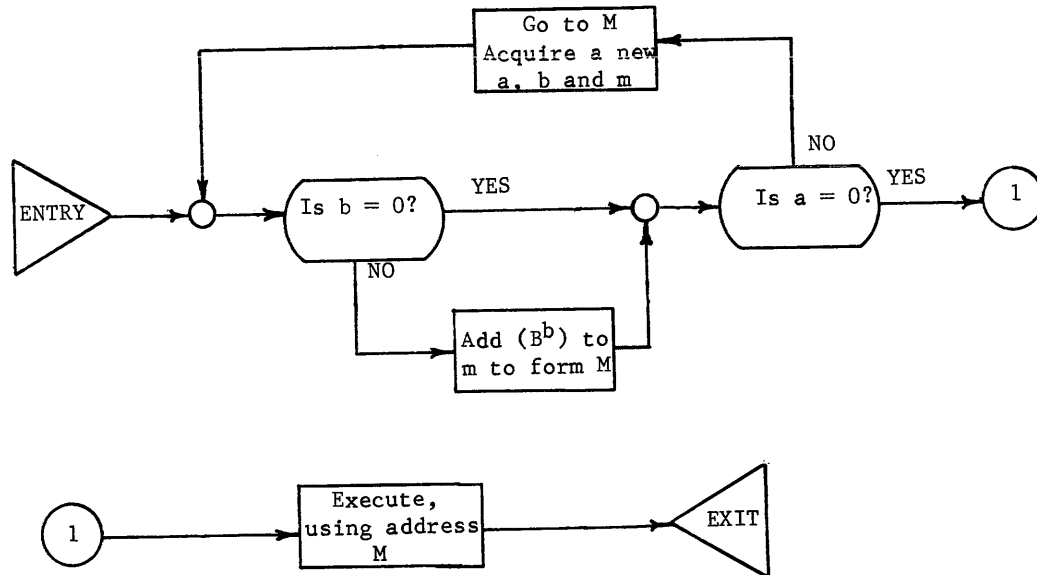 Go to M
Acquire a new
a, b and m
NO
ENTRY
Is b = 0?
YES
Is a = 0?
YES
1
NO
Add (B^b) to
m to form M
1
Execute,
using address
M
EXIT